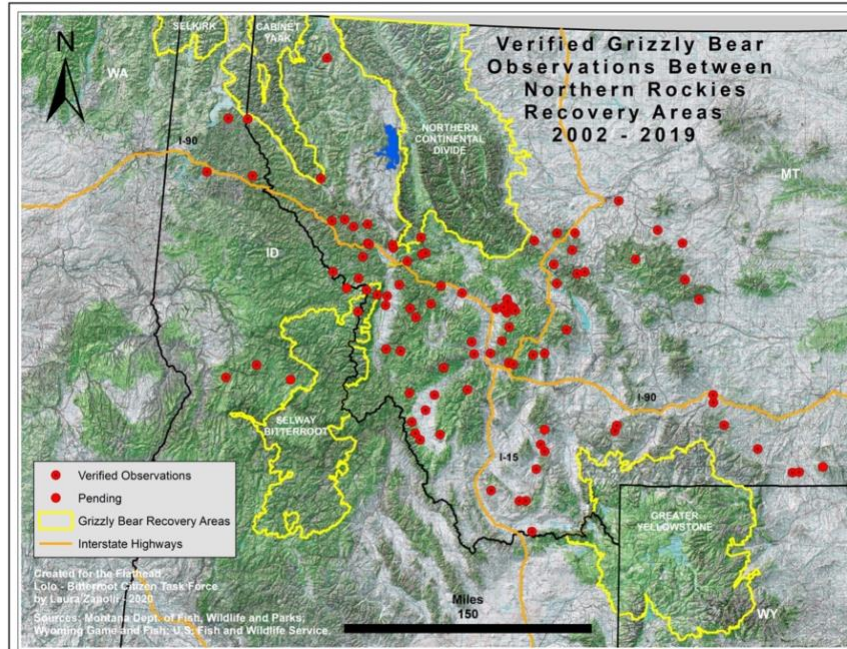 SELKIRK
CABINET
YAAK
N
Verified Grizzly Bear
Observations Between
Northern Rockies
Recovery Areas
2002 - 2019
WA
NORTHERN
CONTINENTAL
DIVIDE
I-90
MT
ID
I-90
SELWAY
BITTERROOT
I-15
Verified Observations
Pending
Grizzly Bear Recovery Areas
Interstate Highways
GREATER
YELLOWSTONE
Created for the Flathead
Lolo - Bitterroot Citizen Task Force
by Laura - 2020
Miles
150
Sources: Montana Dept. of Fish, Wildlife and Parks;
Wyoming Game and Fish; U.S. Fish and Wildlife Service.
WY